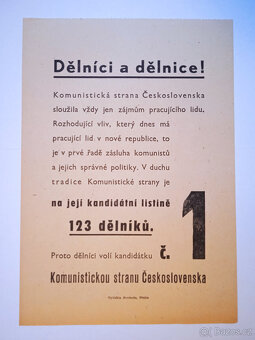 Dělníci a dělnice!
Komunistická strana Československa
sloužila vždy jen zájmům pracujícího lidu.
Rozhodující vliv, který dnes má
pracující lid v nové republice, to
je v prvé řadě zásluha komunistů
a jejich správné politiky. V duchu
tradice Komunistické strany je
na její kandidátní listině
123 dělníků.
Proto dělníci volí kandidátku č. 1
Komunistickou stranu Československa
Bazos.cz